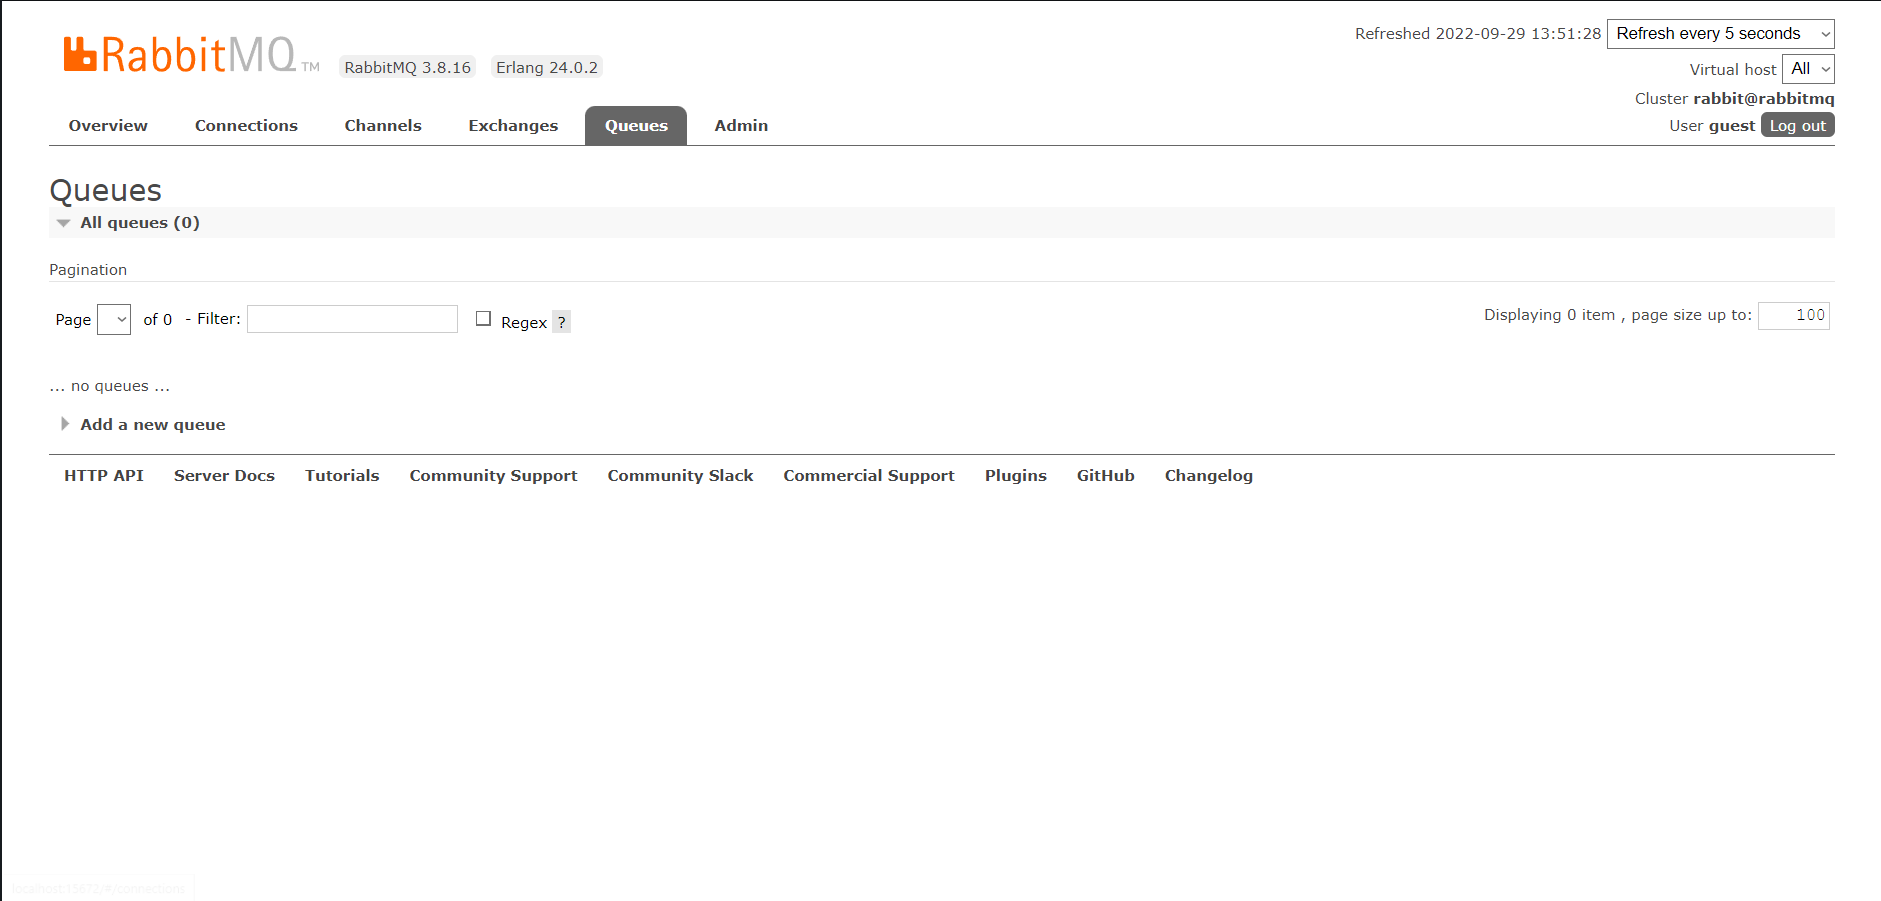 RabbitMQ TM RabbitMQ 3.8.16 Erlang 24.0.2
Refreshed 2022-09-29 13:51:28 Refresh every 5 seconds
Virtual host All
Cluster rabbit@rabbitmq
User guest Log out
Overview Connections Channels Exchanges Queues Admin
Queues
All queues (0)
Pagination
Page of 0 - Filter: Regex ? Displaying 0 item , page size up to: 100
... no queues ...
Add a new queue
HTTP API Server Docs Tutorials Community Support Community Slack Commercial Support Plugins GitHub Changelog
localhost:15672/#/connections